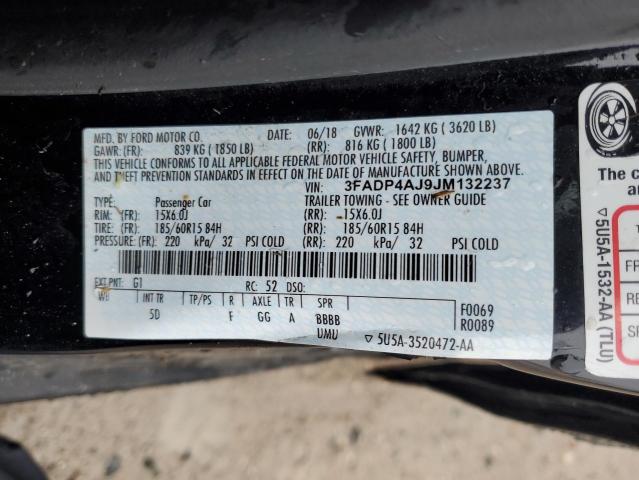 MFD. BY FORD MOTOR CO. DATE: 06/18 GVWR: 1642 KG ( 3620 LB)
GAWR: (FR): 839 KG ( 1850 LB) (RR): 816 KG ( 1800 LB)
THIS VEHICLE CONFORMS TO ALL APPLICABLE FEDERAL MOTOR VEHICLE SAFETY, BUMPER,
AND THEFT PREVENTION STANDARDS IN EFFECT ON THE DATE OF MANUFACTURE SHOWN ABOVE.
VIN: 3FADP4AJ9JM132237
TYPE: Passenger Car TRAILER TOWING - SEE OWNER GUIDE
RIM: (FR): 15X6.0J (RR): 15X6.0J
TIRE: (FR): 185/60R15 84H (RR): 185/60R15 84H
PRESSURE: (FR): 220 kPa/ 32 PSI COLD (RR): 220 kPa/ 32 PSI COLD
EXT PNT: G1 RC: 52 DSO:
WB INT TR TP/PS R AXLE TR SPR
5D F GG A BBBB
UMU
F0069
R0089
▽ 5U5A-3520472-AA
The c
T
FR
RE
SP
▽ 5U5A-1532-AA (TLU)